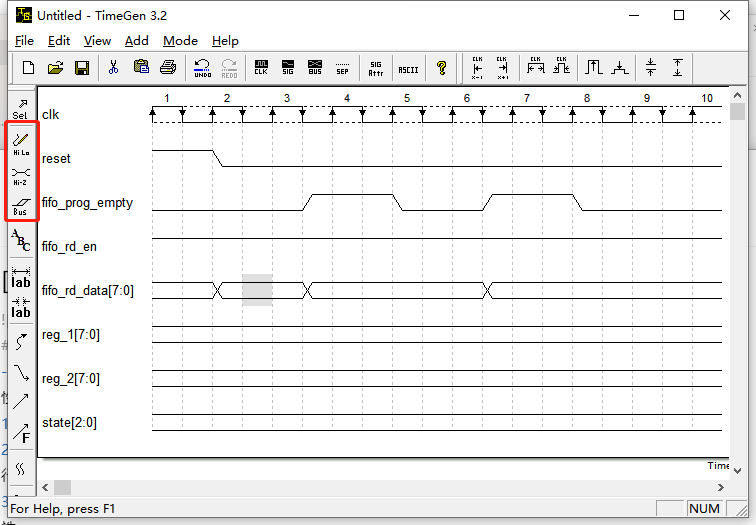 Untitled - TimeGen 3.2
File Edit View Add Mode Help
UNDO REDO CLK SIG BUS SEP SIG Attr ASCII ? CLK x-1 CLK x+1 CLK CLK
Sel
Hi Lo
Hi-Z
Bus
ABC
lab
lab
F
1 2 3 4 5 6 7 8 9 10
clk
reset
fifo_prog_empty
fifo_rd_en
fifo_rd_data[7:0]
reg_1[7:0]
reg_2[7:0]
state[2:0]
Time
For Help, press F1
NUM